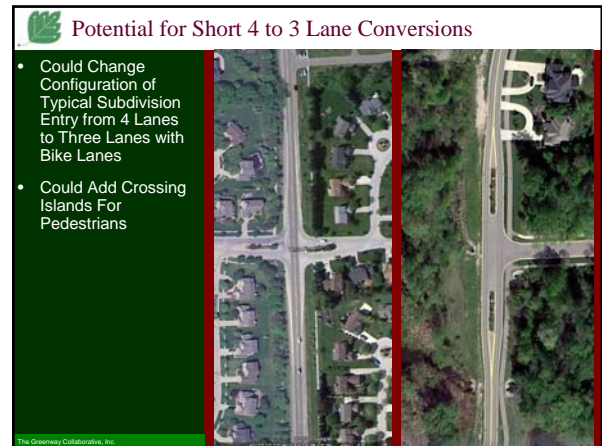 Potential for Short 4 to 3 Lane Conversions
• Could Change
Configuration of
Typical Subdivision
Entry from 4 Lanes
to Three Lanes with
Bike Lanes
• Could Add Crossing
Islands For
Pedestrians
The Greenway Collaborative, Inc.